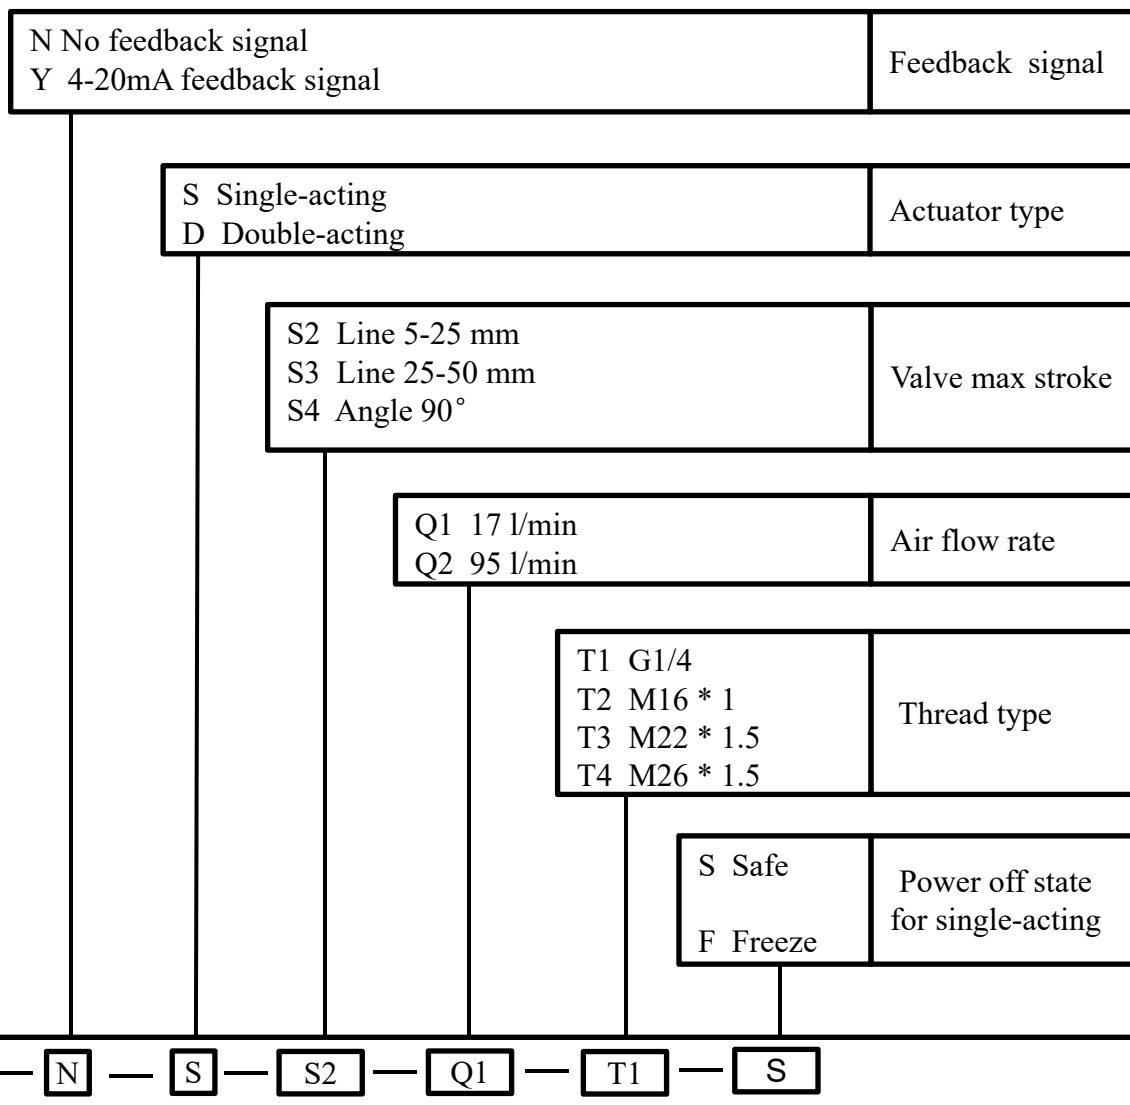 N No feedback signal
Y 4-20mA feedback signal
Feedback signal
S Single-acting
D Double-acting
Actuator type
S2 Line 5-25 mm
S3 Line 25-50 mm
S4 Angle 90°
Valve max stroke
Q1 17 l/min
Q2 95 l/min
Air flow rate
T1 G1/4
T2 M16 * 1
T3 M22 * 1.5
T4 M26 * 1.5
Thread type
S Safe
F Freeze
Power off state
for single-acting
— N — S — S2 — Q1 — T1 — S